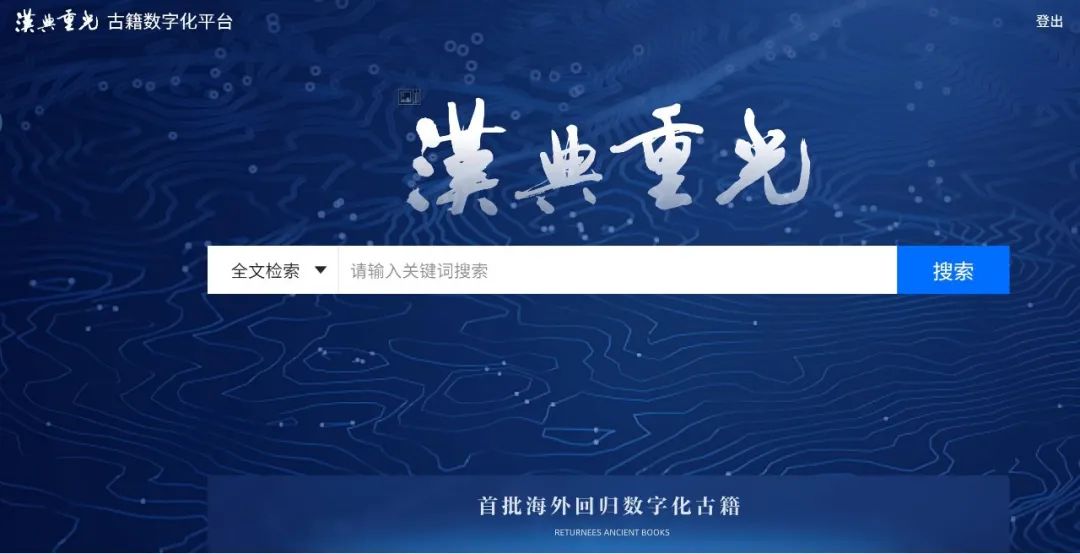 漢典重光 古籍数字化平台
登出
漢典重光
全文检索 请输入关键词搜索 搜索
首批海外回归数字化古籍
RETURNEES ANCIENT BOOKS